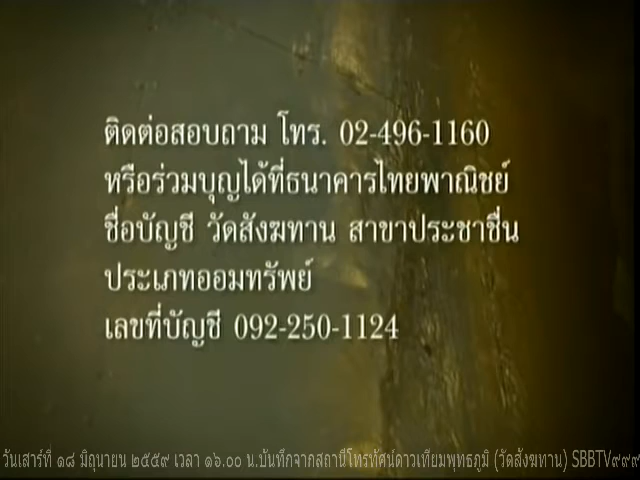 ติดต่อสอบถาม โทร. 02-496-1160
หรือร่วมบุญได้ที่ธนาคารไทยพาณิชย์
ชื่อบัญชี วัดสังฆทาน สาขาประชาชื่น
ประเภทออมทรัพย์
เลขที่บัญชี 092-250-1124
วันเสาร์ที่ ๑๘ มิถุนายน ๒๕๕๙ เวลา ๑๖.๐๐ น.บันทึกจากสถานีโทรทัศน์ดาวเทียมพุทธภูมิ (วัดสังฆทาน) SBBTV๙๙๙